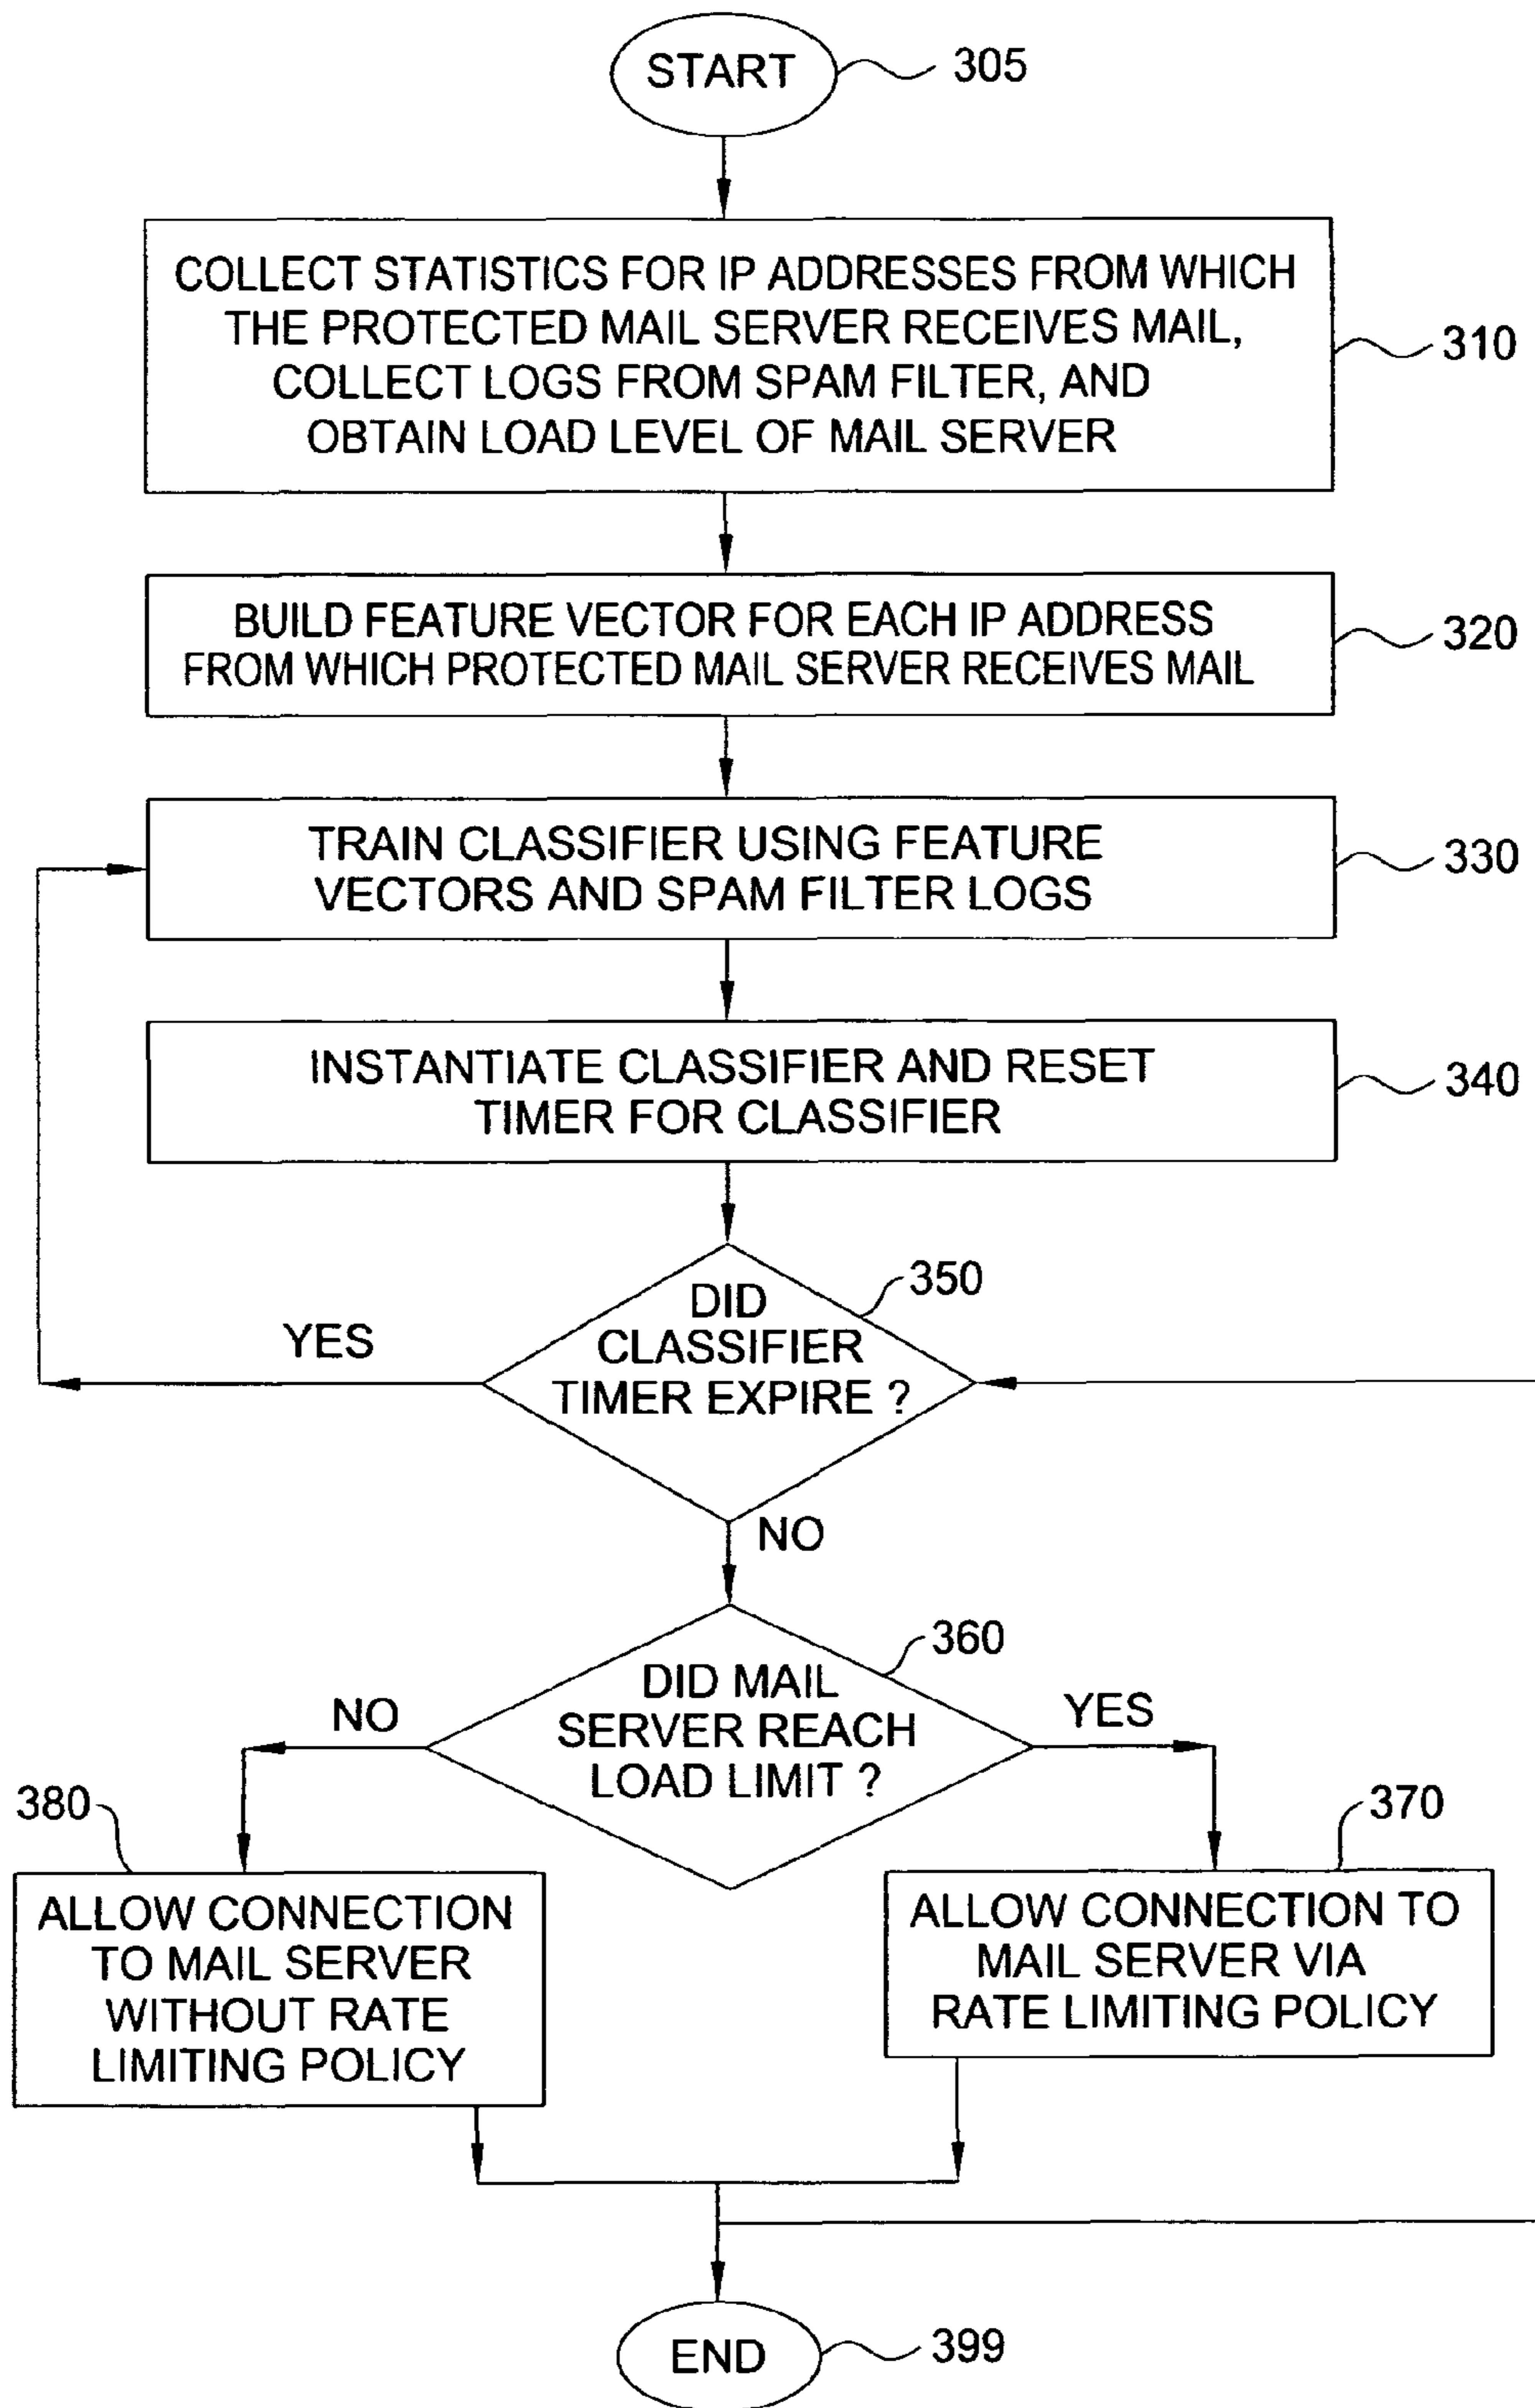 START
305
COLLECT STATISTICS FOR IP ADDRESSES FROM WHICH
THE PROTECTED MAIL SERVER RECEIVES MAIL,
COLLECT LOGS FROM SPAM FILTER, AND
OBTAIN LOAD LEVEL OF MAIL SERVER
310
BUILD FEATURE VECTOR FOR EACH IP ADDRESS
FROM WHICH PROTECTED MAIL SERVER RECEIVES MAIL
320
TRAIN CLASSIFIER USING FEATURE
VECTORS AND SPAM FILTER LOGS
330
INSTANTIATE CLASSIFIER AND RESET
TIMER FOR CLASSIFIER
340
350
DID
CLASSIFIER
TIMER EXPIRE ?
YES
NO
360
DID MAIL
SERVER REACH
LOAD LIMIT ?
NO
YES
380
ALLOW CONNECTION
TO MAIL SERVER
WITHOUT RATE
LIMITING POLICY
370
ALLOW CONNECTION TO
MAIL SERVER VIA
RATE LIMITING POLICY
END
399